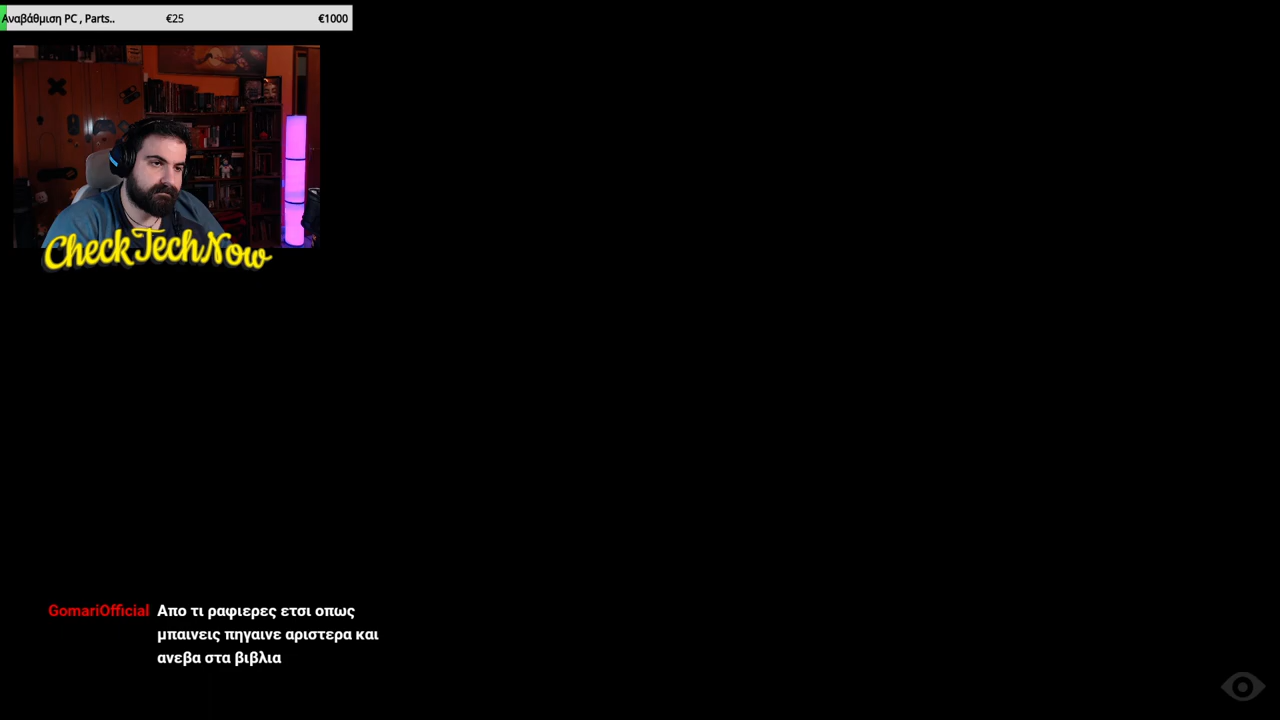 Αναβάθμιση PC , Parts.. €25 €1000
CheckTechNow
GomariOfficial Απο τι ραφιερες ετσι οπως
μπαινεις πηγαινε αριστερα και
ανεβα στα βιβλια